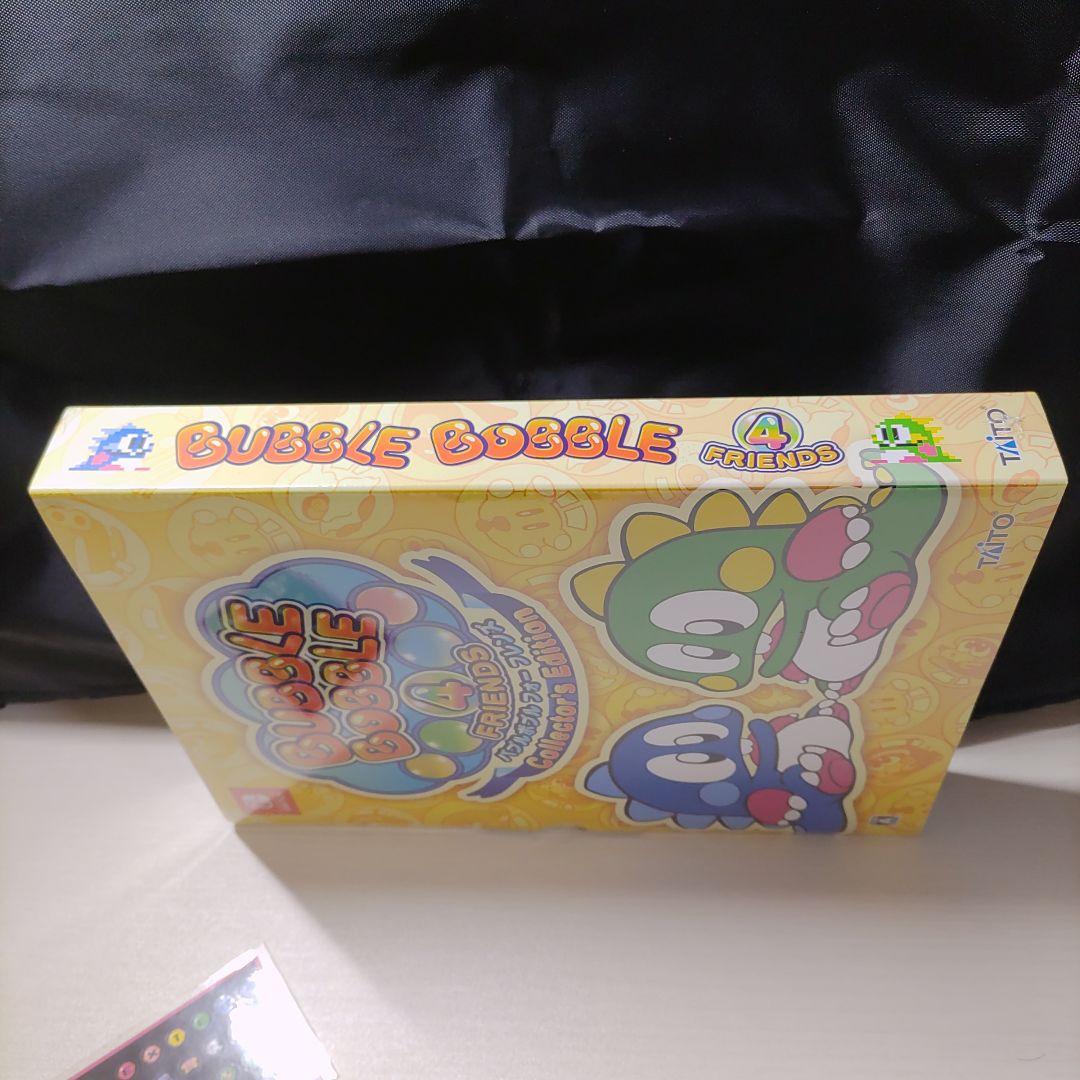 BUBBLE BOBBLE
4
FRIENDS
TAITO
BUBBLE
BOBBLE
4
FRIENDS
バブルボブル フォー フレンズ
Collector's Edition
TAITO
A